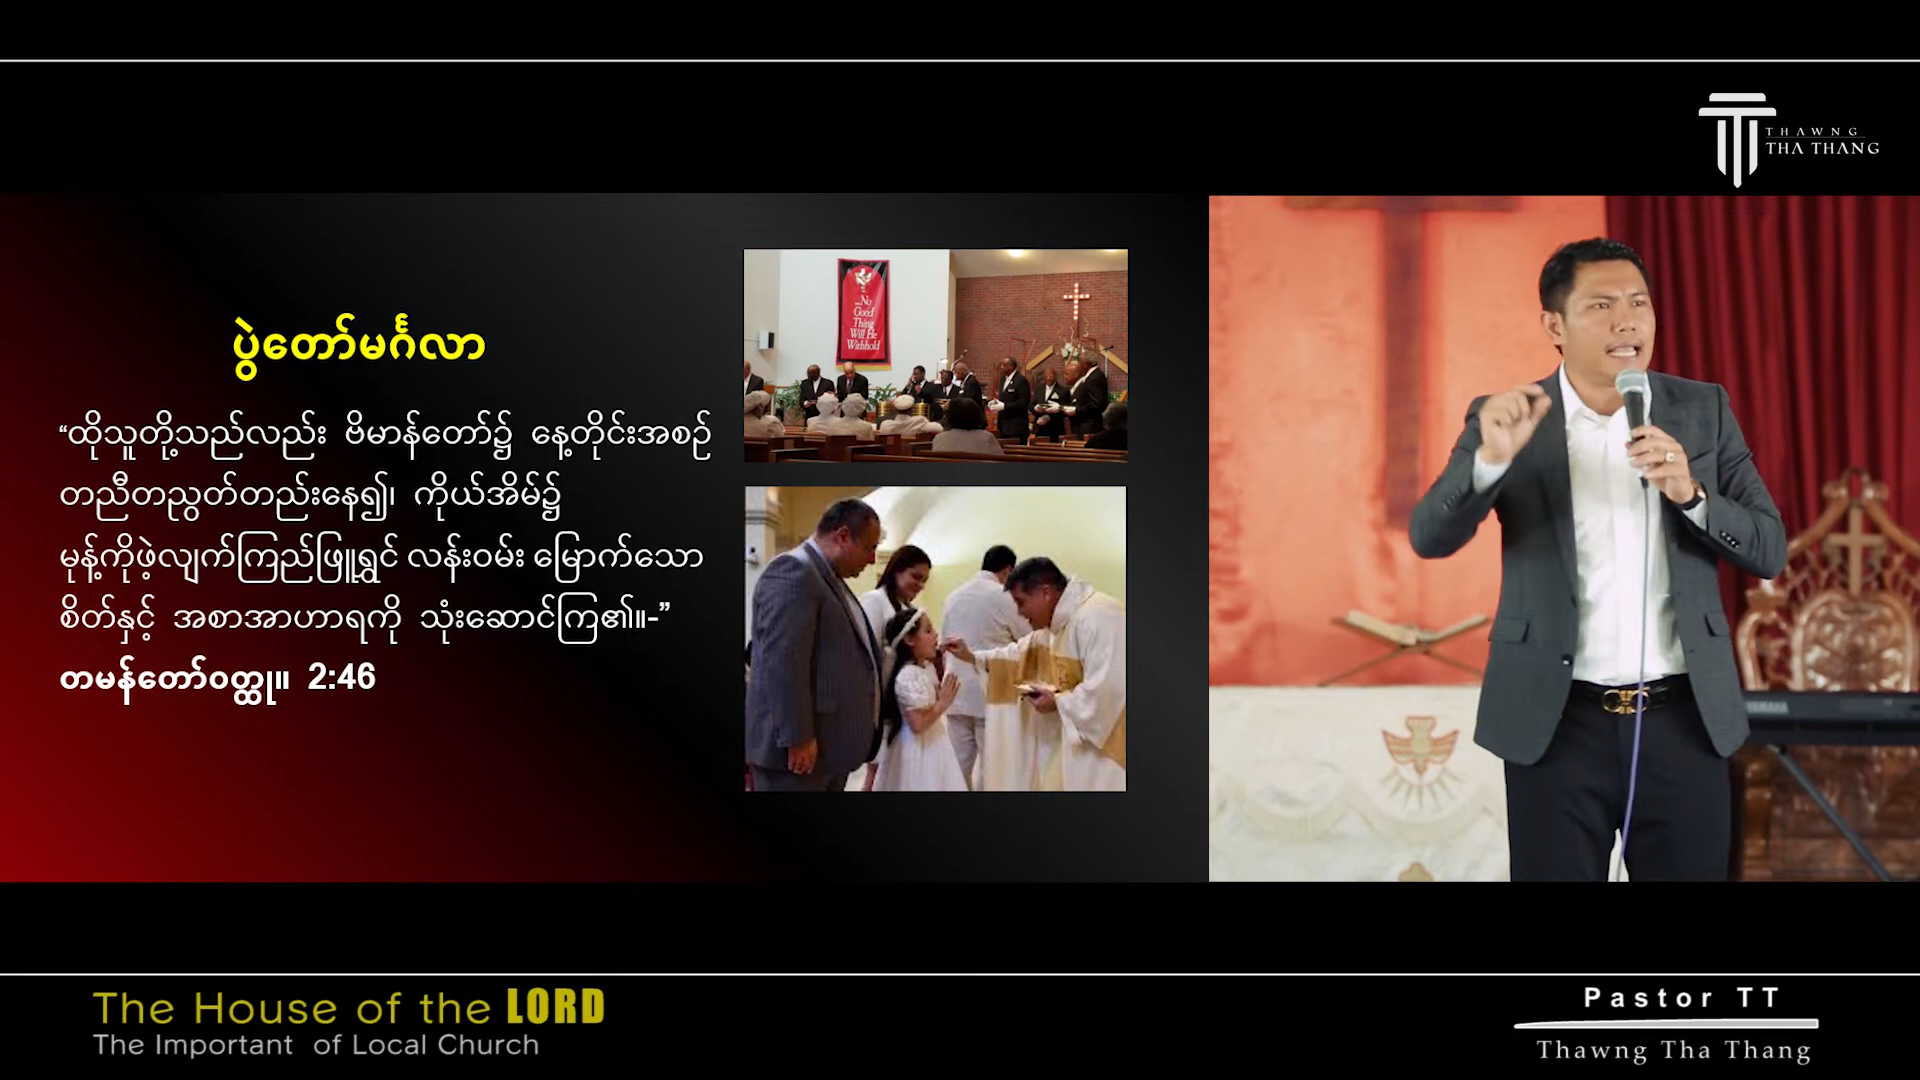 THAWNG
THA THANG
ပွဲတော်မင်္ဂလာ
“ထိုသူတို့သည်လည်း ဗိမာန်တော်၌ နေ့တိုင်းအစဉ်
တညီတညွတ်တည်းနေ၍၊ ကိုယ်အိမ်၌
မုန့်ကိုဖဲ့လျက်ကြည်ဖြူရွှင် လန်းဝမ်း မြောက်သော
စိတ်နှင့် အစာအာဟာရကို သုံးဆောင်ကြ၏။-”
တမန်တော်ဝတ္ထု။ 2:46
No
Good
Thing
Will He
Withhold
YAMAHA
The House of the LORD
The Important of Local Church
Pastor TT
Thawng Tha Thang